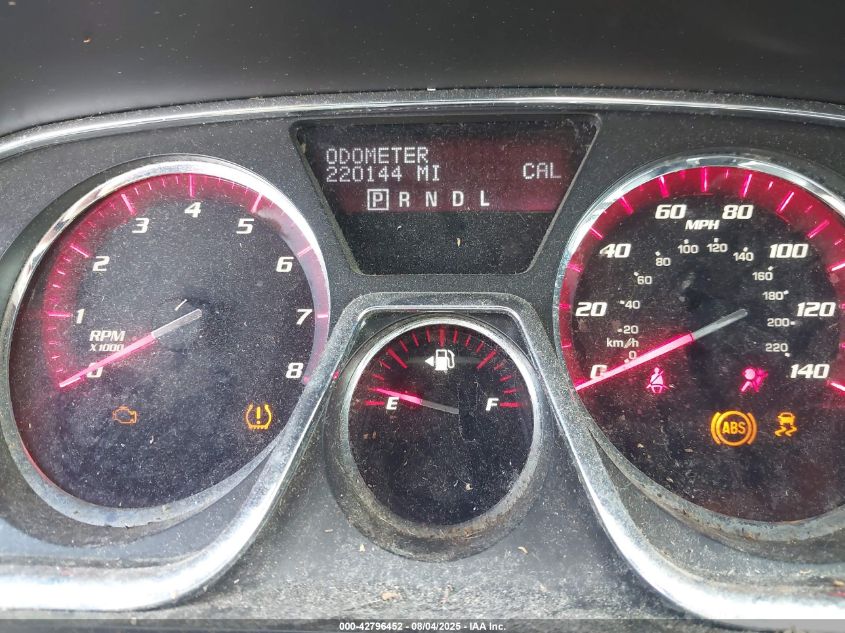 ODOMETER
220144 MI CAL
P R N D L
0 1 2 3 4 5 6 7 8
RPM
X 1000
E F
0 20 40 60 80 100 120 140
MPH
0 20 40 60 80 100 120 140 160 180 200 220
km/h
ABS
000-42796452 - 08/04/2025 - IAA Inc.